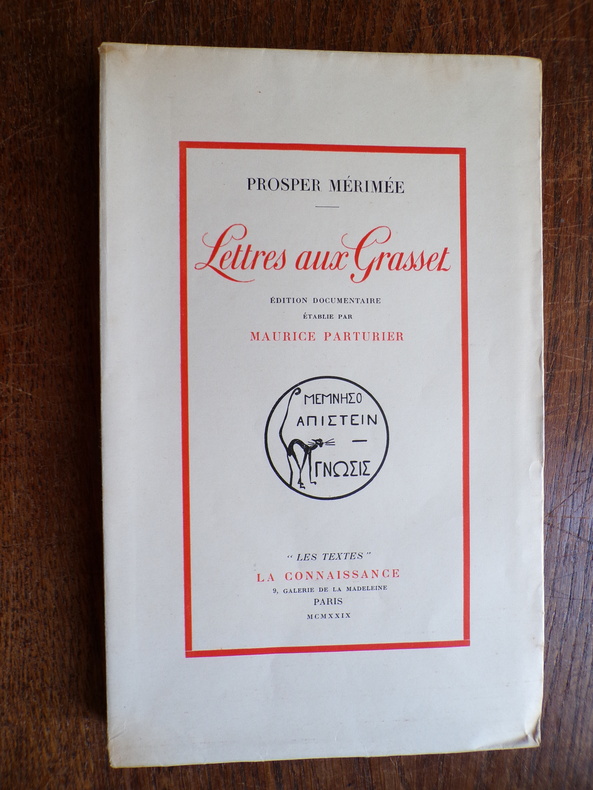 PROSPER MÉRIMÉE
Lettres aux Grasset
ÉDITION DOCUMENTAIRE
ÉTABLIE PAR
MAURICE PARTURIER
ΜΕΜΝΗΣΟ
ΑΠΙΣΤΕΙΝ
ΓΝΩΣΙΣ
“ LES TEXTES ”
LA CONNAISSANCE
9, GALERIE DE LA MADELEINE
PARIS
MCMXXIX